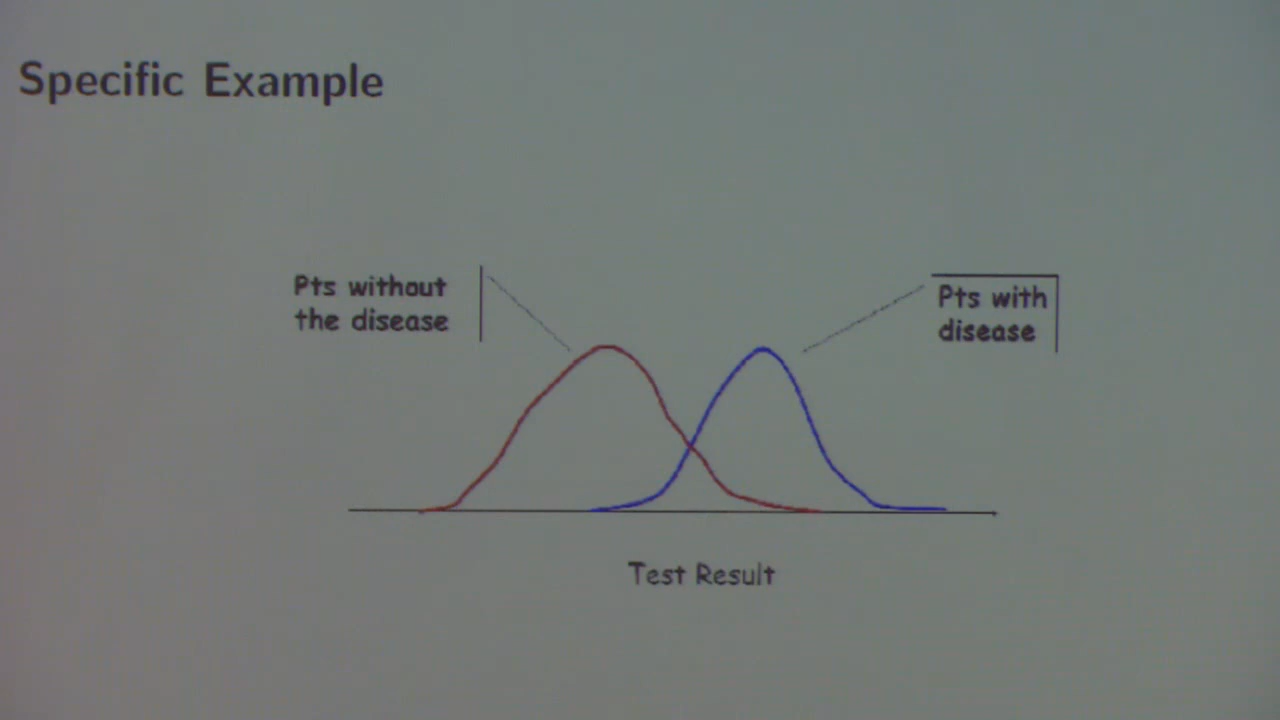 Specific Example
Pts without
the disease
Pts with
disease
Test Result